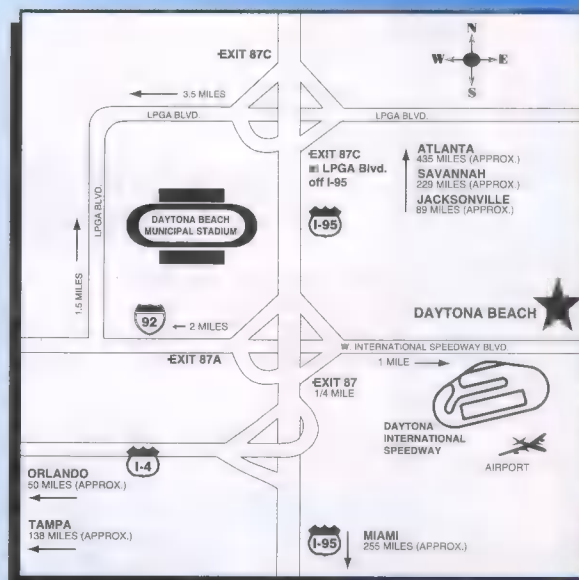 N
W E
S
EXIT 87C
3.5 MILES
LPGA BLVD.
LPGA BLVD.
EXIT 87C
LPGA Blvd.
off I-95
I-95
ATLANTA
435 MILES (APPROX.)
SAVANNAH
229 MILES (APPROX.)
JACKSONVILLE
89 MILES (APPROX.)
LPGA BLVD.
1.5 MILES
DAYTONA BEACH
MUNICIPAL STADIUM
92
2 MILES
EXIT 87A
DAYTONA BEACH
W. INTERNATIONAL SPEEDWAY BLVD.
1 MILE
EXIT 87
1/4 MILE
DAYTONA
INTERNATIONAL
SPEEDWAY
AIRPORT
I-4
ORLANDO
50 MILES (APPROX.)
TAMPA
138 MILES (APPROX.)
I-95
MIAMI
255 MILES (APPROX.)